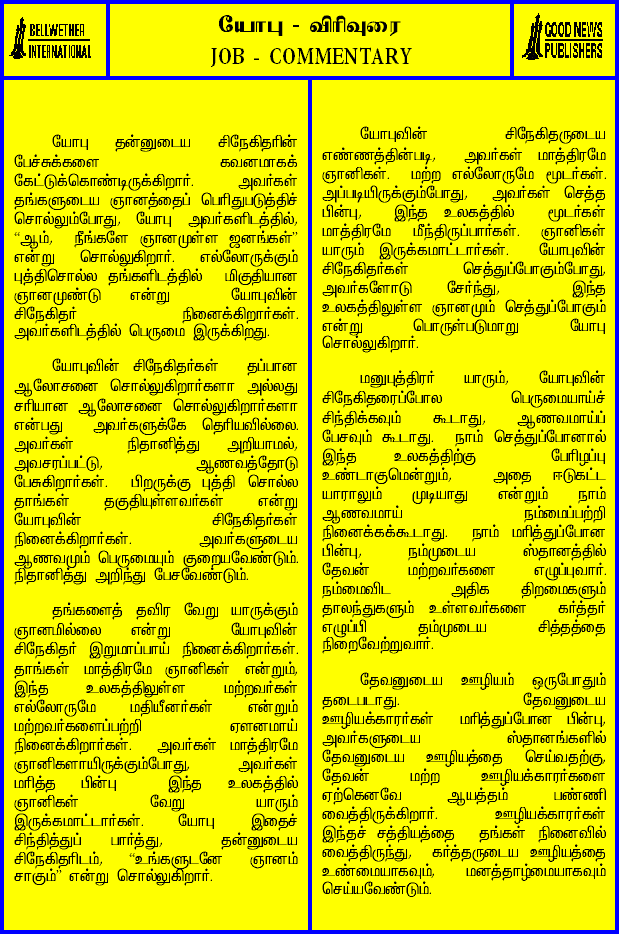 BELLWETHER
INTERNATIONAL
யோபு - விரிவுரை
JOB - COMMENTARY
GOOD NEWS
PUBLISHERS
யோபு தன்னுடைய சிநேகிதரின்
பேச்சுக்களை கவனமாகக்
கேட்டுக்கொண்டிருக்கிறார். அவர்கள்
தங்களுடைய ஞானத்தைப் பெரிதுபடுத்திச்
சொல்லும்போது, யோபு அவர்களிடத்தில்,
“ஆம், நீங்களே ஞானமுள்ள ஜனங்கள்”
என்று சொல்லுகிறார். எல்லோருக்கும்
புத்திசொல்ல தங்களிடத்தில் மிகுதியான
ஞானமுண்டு என்று யோபுவின்
சிநேகிதர் நினைக்கிறார்கள்.
அவர்களிடத்தில் பெருமை இருக்கிறது.
யோபுவின் சிநேகிதர்கள் தப்பான
ஆலோசனை சொல்லுகிறார்களா அல்லது
சரியான ஆலோசனை சொல்லுகிறார்களா
என்பது அவர்களுக்கே தெரியவில்லை.
அவர்கள் நிதானித்து அறியாமல்,
அவசரப்பட்டு, ஆணவத்தோடு
பேசுகிறார்கள். பிறருக்கு புத்தி சொல்ல
தாங்கள் தகுதியுள்ளவர்கள் என்று
யோபுவின் சிநேகிதர்கள்
நினைக்கிறார்கள். அவர்களுடைய
ஆணவமும் பெருமையும் குறையவேண்டும்.
நிதானித்து அறிந்து பேசவேண்டும்.
தங்களைத் தவிர வேறு யாருக்கும்
ஞானமில்லை என்று யோபுவின்
சிநேகிதர் இறுமாப்பாய் நினைக்கிறார்கள்.
தாங்கள் மாத்திரமே ஞானிகள் என்றும்,
இந்த உலகத்திலுள்ள மற்றவர்கள்
எல்லோருமே மதியீனர்கள் என்றும்
மற்றவர்களைப்பற்றி ஏளனமாய்
நினைக்கிறார்கள். அவர்கள் மாத்திரமே
ஞானிகளாயிருக்கும்போது, அவர்கள்
மரித்த பின்பு இந்த உலகத்தில்
ஞானிகள் வேறு யாரும்
இருக்கமாட்டார்கள். யோபு இதைச்
சிந்தித்துப் பார்த்து, தன்னுடைய
சிநேகிதரிடம், “உங்களுடனே ஞானம்
சாகும்” என்று சொல்லுகிறார்.
யோபுவின் சிநேகிதருடைய
எண்ணத்தின்படி, அவர்கள் மாத்திரமே
ஞானிகள். மற்ற எல்லோருமே மூடர்கள்.
அப்படியிருக்கும்போது, அவர்கள் செத்த
பின்பு, இந்த உலகத்தில் மூடர்கள்
மாத்திரமே மீந்திருப்பார்கள். ஞானிகள்
யாரும் இருக்கமாட்டார்கள். யோபுவின்
சிநேகிதர்கள் செத்துப்போகும்போது,
அவர்களோடு சேர்ந்து, இந்த
உலகத்திலுள்ள ஞானமும் செத்துப்போகும்
என்று பொருள்படுமாறு யோபு
சொல்லுகிறார்.
மனுபுத்திரர் யாரும், யோபுவின்
சிநேகிதரைப்போல பெருமையாய்ச்
சிந்திக்கவும் கூடாது, ஆணவமாய்ப்
பேசவும் கூடாது. நாம் செத்துப்போனால்
இந்த உலகத்திற்கு பேரிழப்பு
உண்டாகுமென்றும், அதை ஈடுகட்ட
யாராலும் முடியாது என்றும் நாம்
ஆணவமாய் நம்மைப்பற்றி
நினைக்கக்கூடாது. நாம் மரித்துப்போன
பின்பு, நம்முடைய ஸ்தானத்தில்
தேவன் மற்றவர்களை எழுப்புவார்.
நம்மைவிட அதிக திறமைகளும்
தாலந்துகளும் உள்ளவர்களை கர்த்தர்
எழுப்பி தம்முடைய சித்தத்தை
நிறைவேற்றுவார்.
தேவனுடைய ஊழியம் ஒருபோதும்
தடைபடாது. தேவனுடைய
ஊழியக்காரர்கள் மரித்துப்போன பின்பு,
அவர்களுடைய ஸ்தானங்களில்
தேவனுடைய ஊழியத்தை செய்வதற்கு,
தேவன் மற்ற ஊழியக்காரர்களை
ஏற்கெனவே ஆயத்தம் பண்ணி
வைத்திருக்கிறார். ஊழியக்காரர்கள்
இந்தச் சத்தியத்தை தங்கள் நினைவில்
வைத்திருந்து, கர்த்தருடைய ஊழியத்தை
உண்மையாகவும், மனத்தாழ்மையாகவும்
செய்யவேண்டும்.